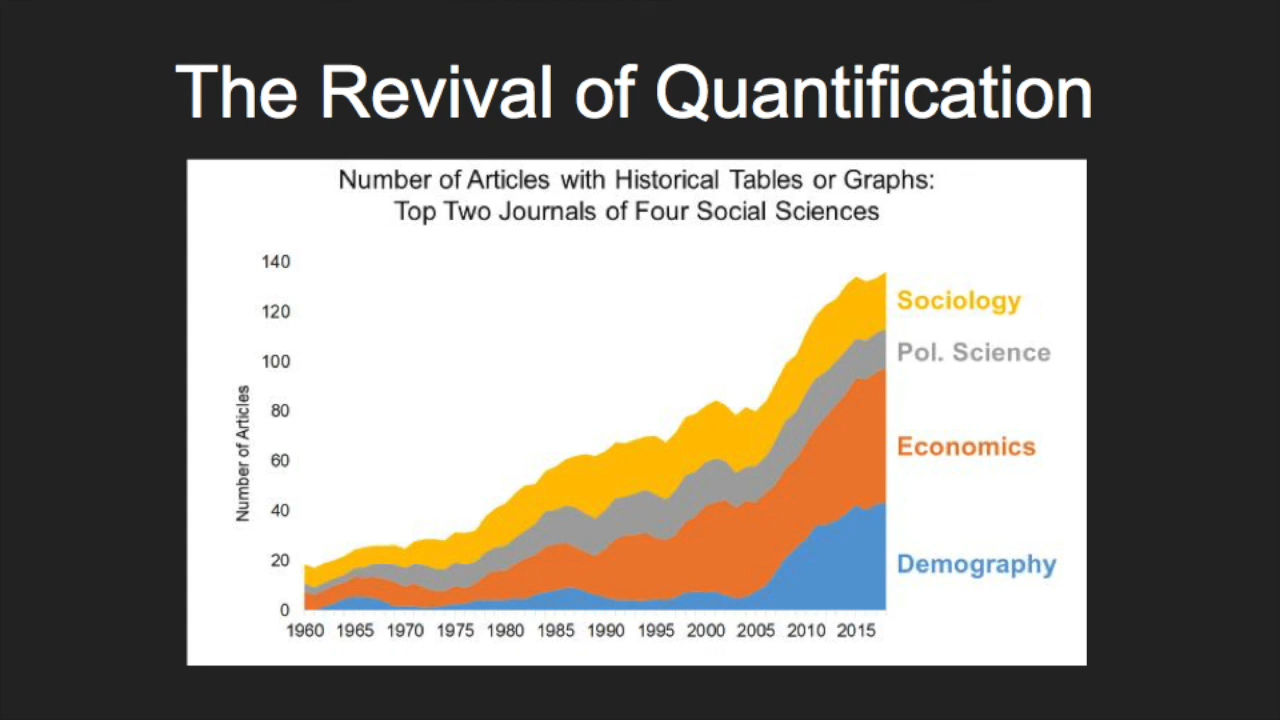 The Revival of Quantification
Number of Articles with Historical Tables or Graphs:
Top Two Journals of Four Social Sciences
140
120
100
80
60
40
20
0
Number of Articles
1960 1965 1970 1975 1980 1985 1990 1995 2000 2005 2010 2015
Sociology
Pol. Science
Economics
Demography